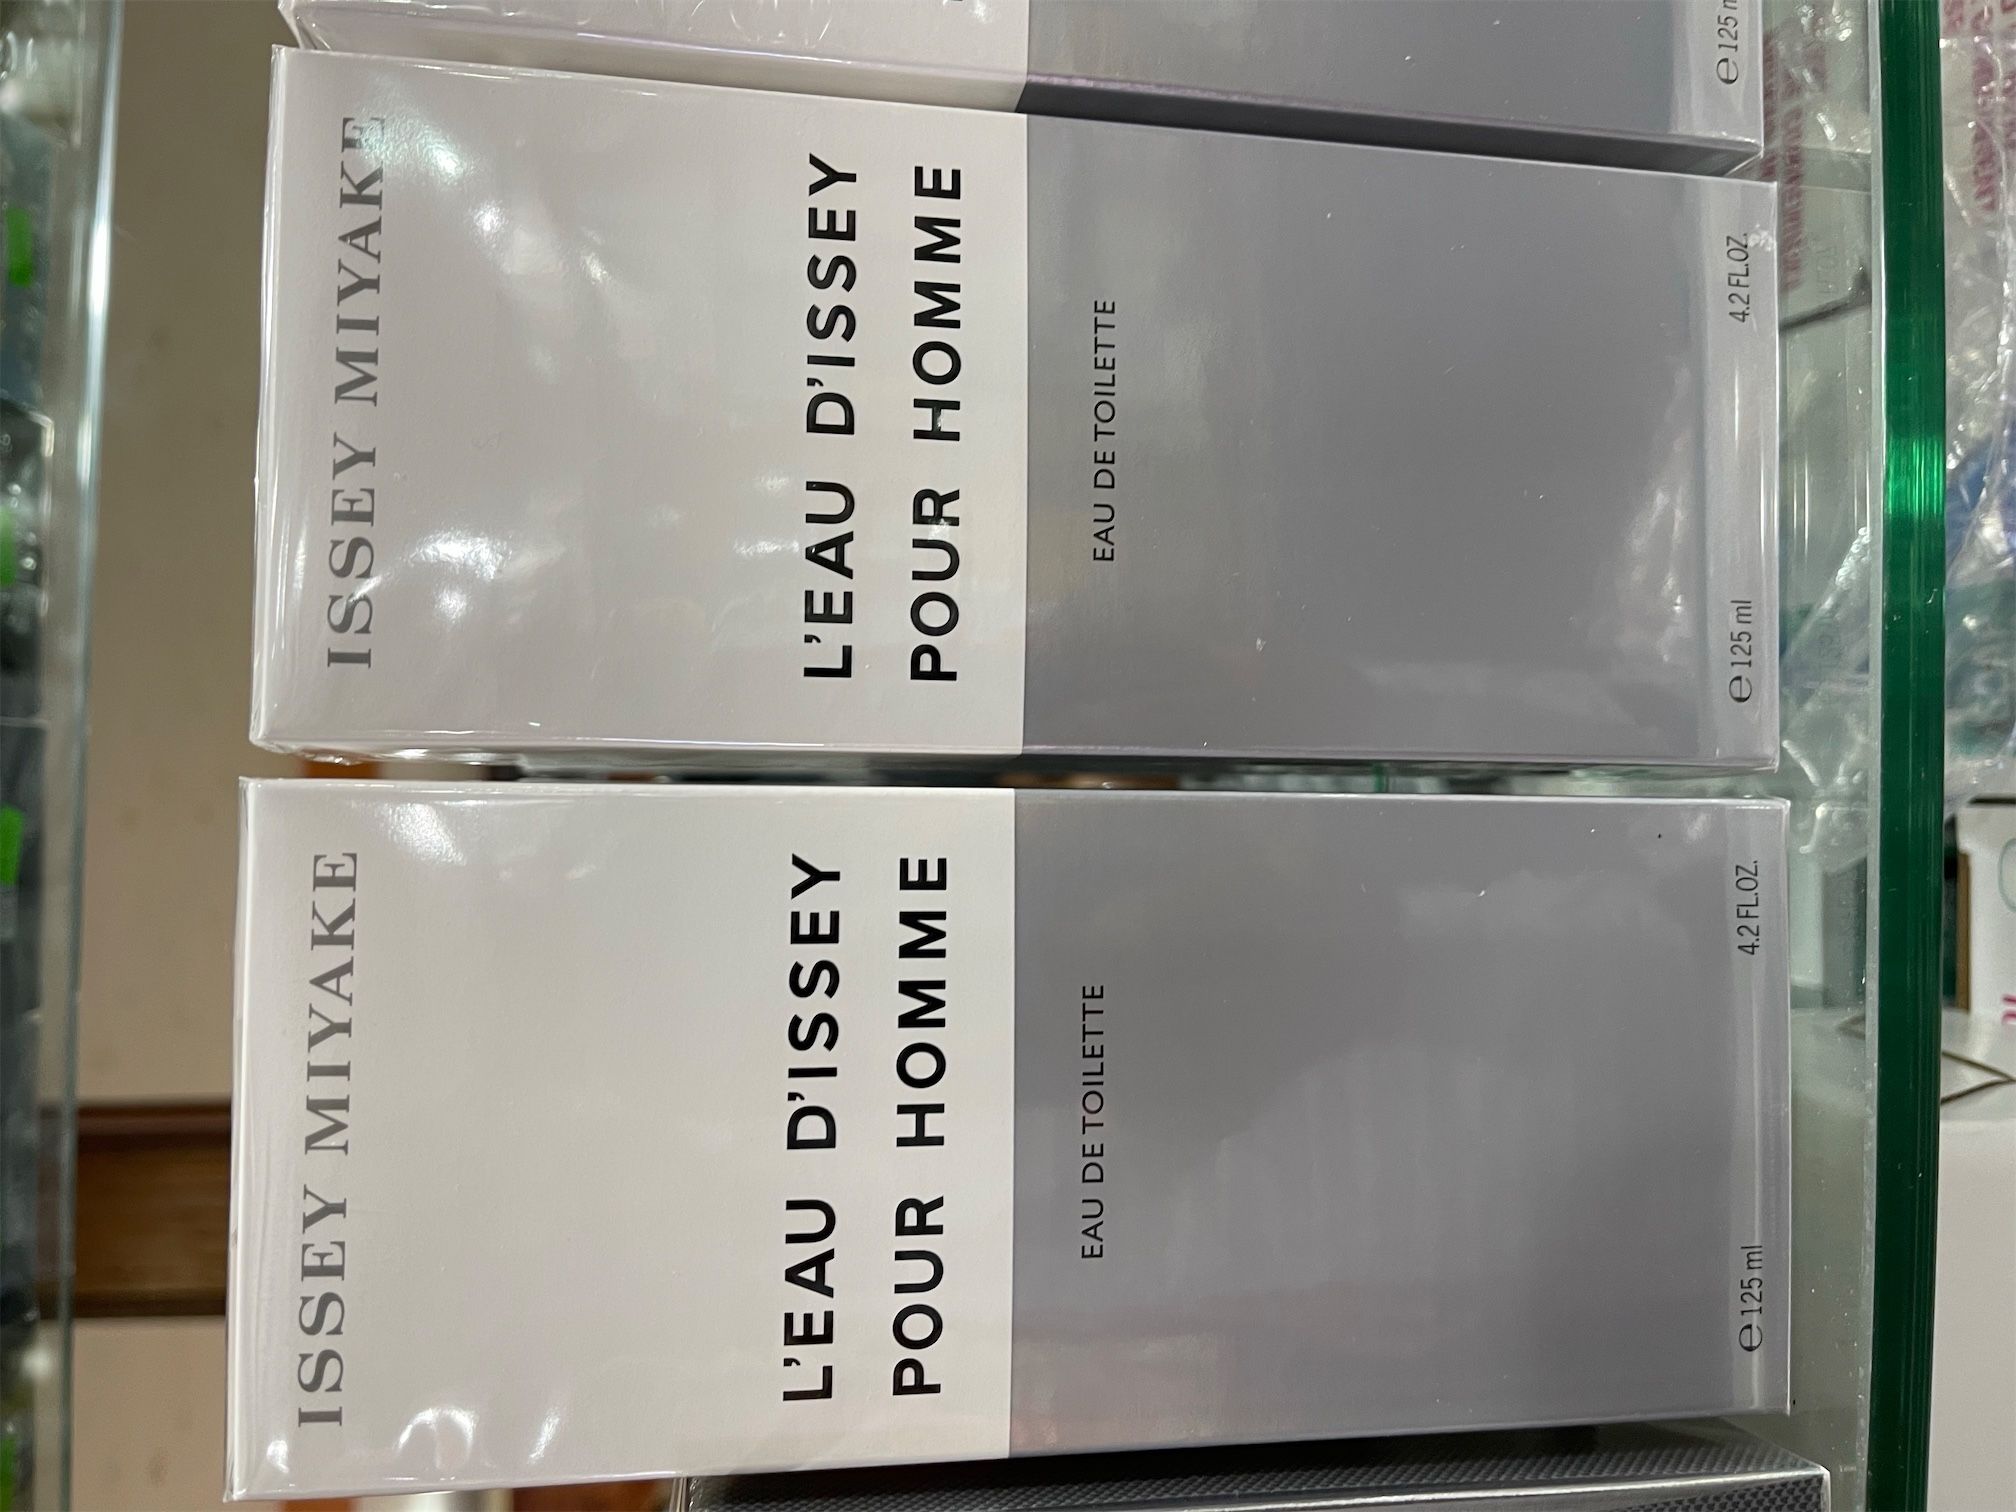 ISSEY MIYAKE
L'EAU D'ISSEY
POUR HOMME
EAU DE TOILETTE
℮ 125 ml 4.2 FL.OZ.
ISSEY MIYAKE
L'EAU D'ISSEY
POUR HOMME
EAU DE TOILETTE
℮ 125 ml 4.2 FL.OZ.
℮ 125